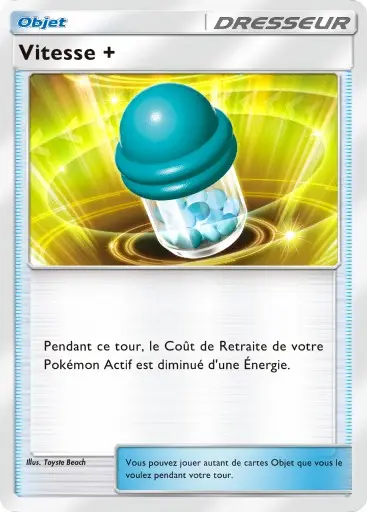 Objet
DRESSEUR
Vitesse +
Pendant ce tour, le Coût de Retraite de votre
Pokémon Actif est diminué d'une Énergie.
Illus. Toyste Beach
Vous pouvez jouer autant de cartes Objet que vous le
voulez pendant votre tour.